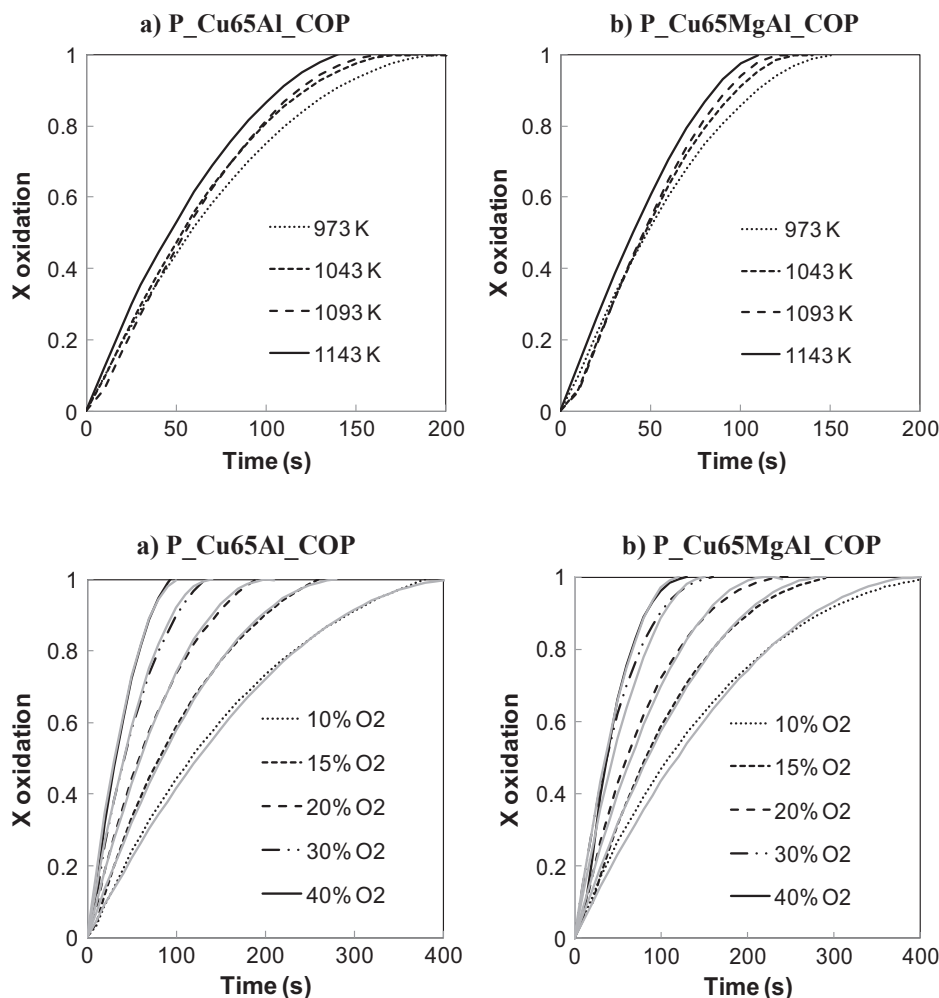 a) P_Cu65Al_COP
X oxidation
1
0.8
0.6
0.4
0.2
0
973 K
1043 K
1093 K
1143 K
0 50 100 150 200
Time (s)
b) P_Cu65MgAl_COP
X oxidation
1
0.8
0.6
0.4
0.2
0
973 K
1043 K
1093 K
1143 K
0 50 100 150 200
Time (s)
a) P_Cu65Al_COP
X oxidation
1
0.8
0.6
0.4
0.2
0
10% O2
15% O2
20% O2
30% O2
40% O2
0 100 200 300 400
Time (s)
b) P_Cu65MgAl_COP
X oxidation
1
0.8
0.6
0.4
0.2
0
10% O2
15% O2
20% O2
30% O2
40% O2
0 100 200 300 400
Time (s)